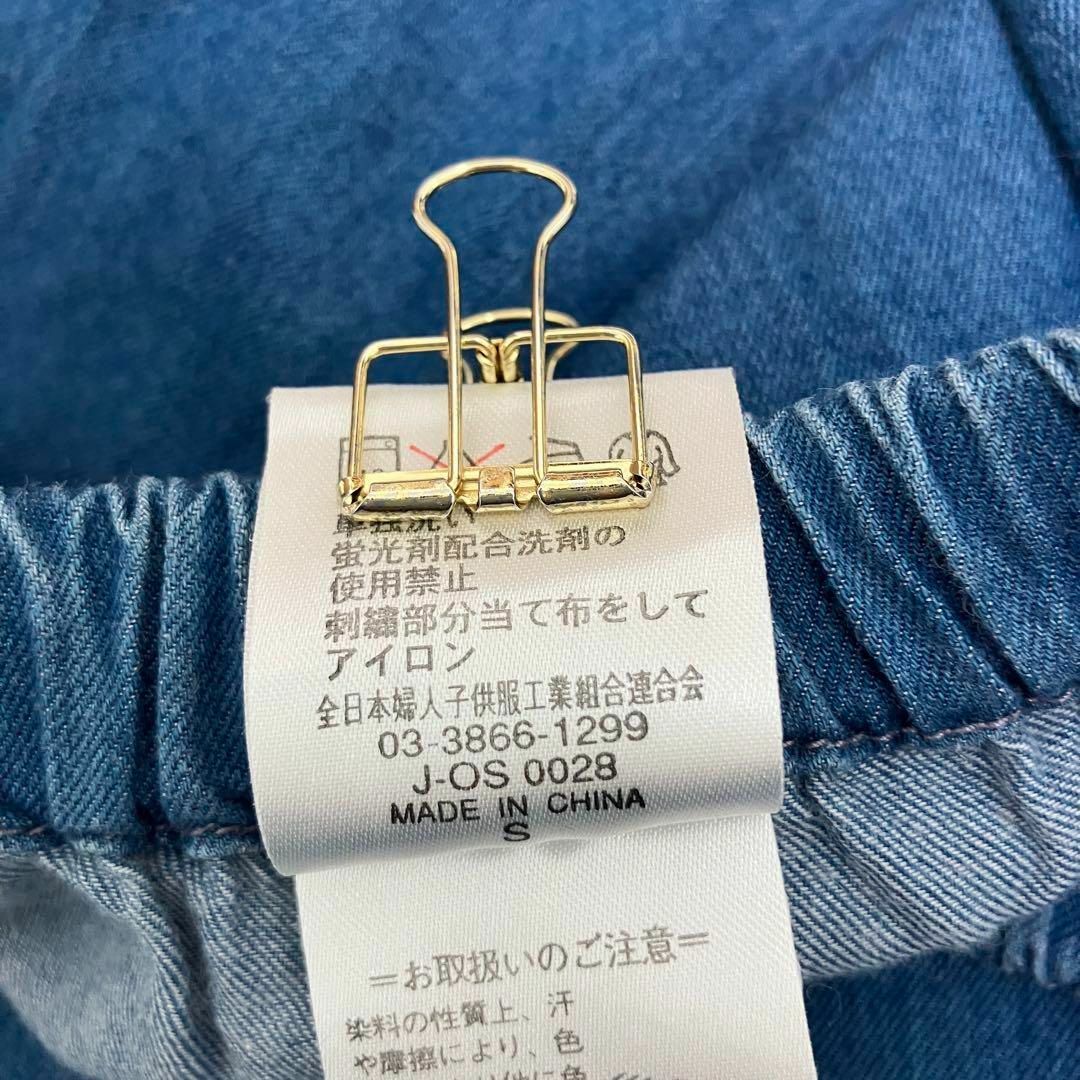 洗い
蛍光剤配合洗剤の
使用禁止
刺繍部分当て布をして
アイロン
全日本婦人子供服工業組合連合会
03-3866-1299
J-OS 0028
MADE IN CHINA
S
=お取扱いのご注意=
染料の性質上、汗
や摩擦により、色